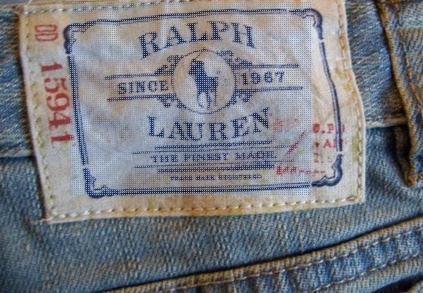 RALPH
SINCE 1967
LAUREN
THE FINEST MADE
TRADE MARK REGISTERED
15941